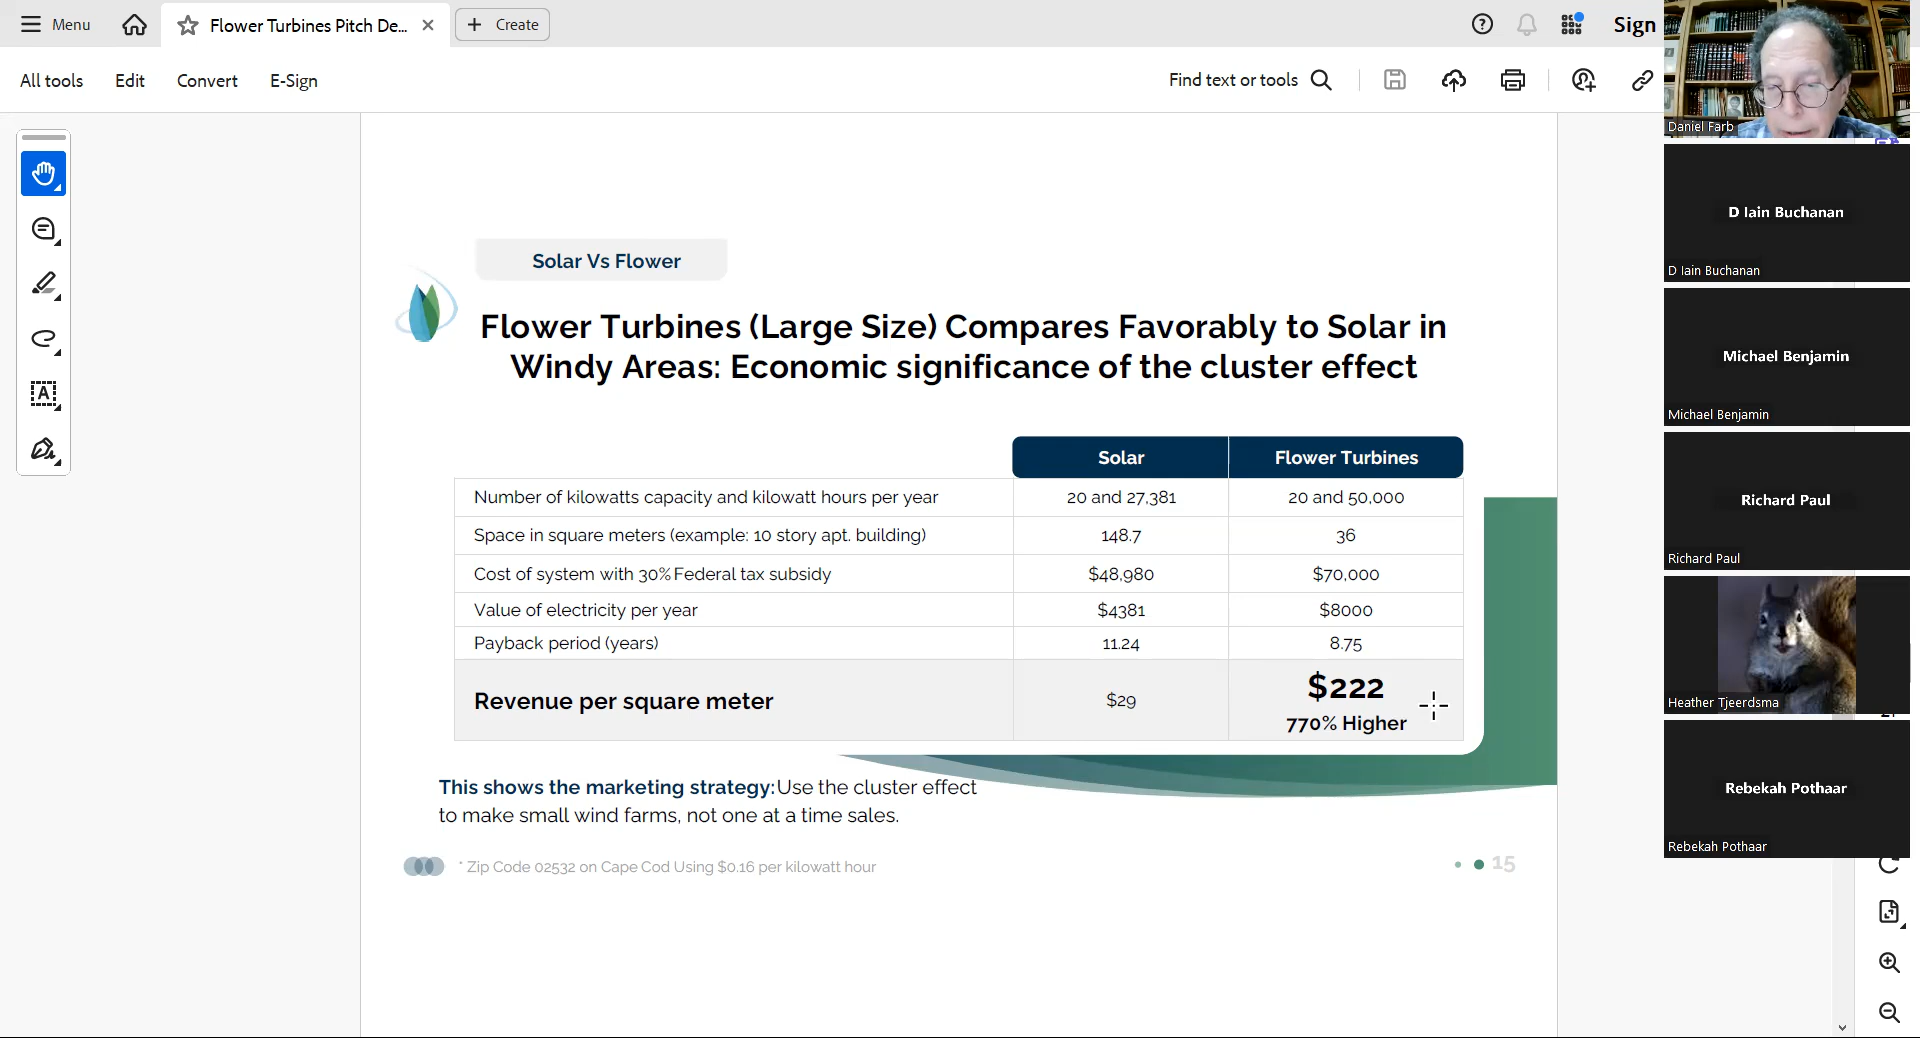 Menu
Flower Turbines Pitch De...
Create
Sign
All tools
Edit
Convert
E-Sign
Find text or tools
Solar Vs Flower
Flower Turbines (Large Size) Compares Favorably to Solar in
Windy Areas: Economic significance of the cluster effect
Solar Flower Turbines
Number of kilowatts capacity and kilowatt hours per year 20 and 27,381 20 and 50,000
Space in square meters (example: 10 story apt. building) 148.7 36
Cost of system with 30% Federal tax subsidy $48,980 $70,000
Value of electricity per year $4381 $8000
Payback period (years) 11.24 8.75
Revenue per square meter $29 $222
770% Higher
This shows the marketing strategy: Use the cluster effect
to make small wind farms, not one at a time sales.
* Zip Code 02532 on Cape Cod Using $0.16 per kilowatt hour
15
Daniel Farb
D Iain Buchanan
D Iain Buchanan
Michael Benjamin
Michael Benjamin
Richard Paul
Richard Paul
Heather Tjeerdsma
Rebekah Pothaar
Rebekah Pothaar